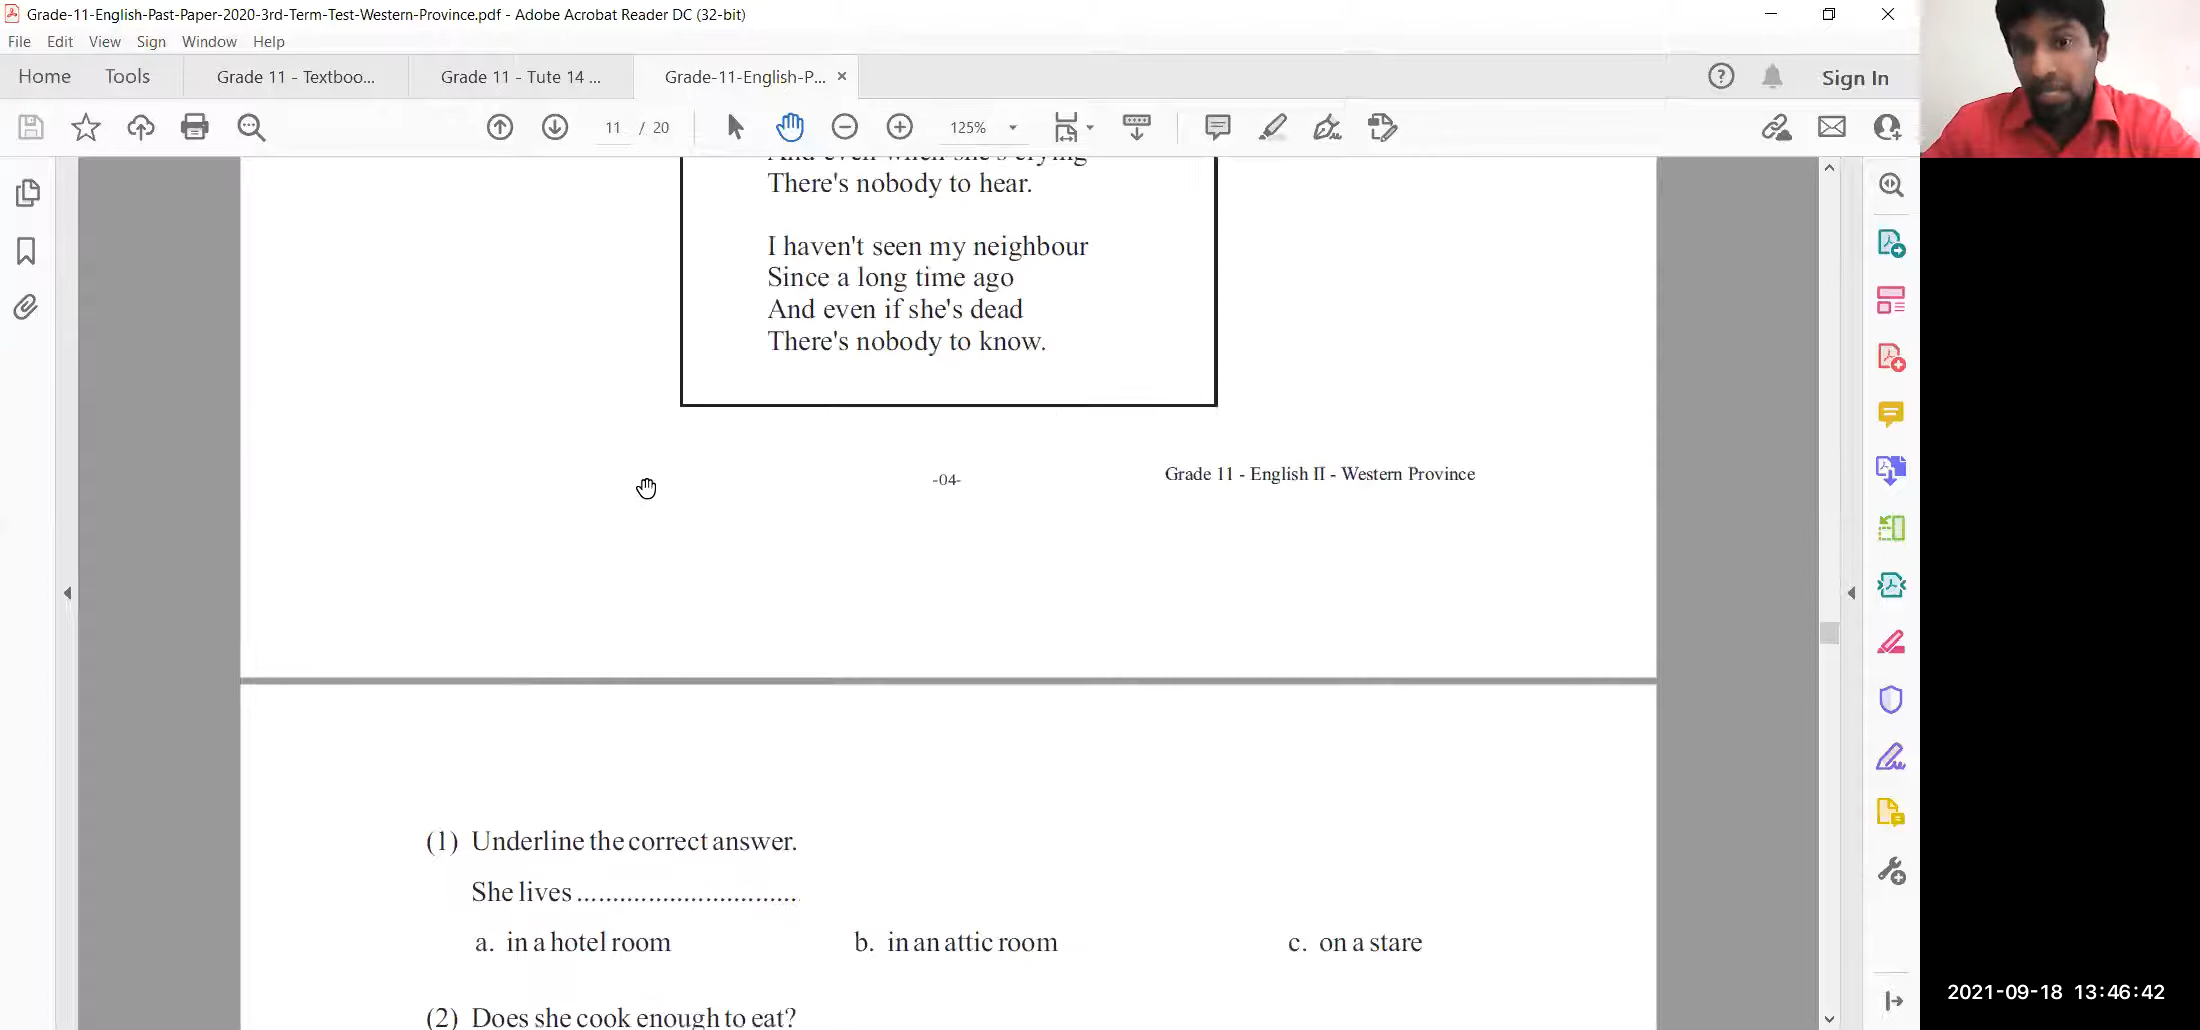 Grade-11-English-Past-Paper-2020-3rd-Term-Test-Western-Province.pdf - Adobe Acrobat Reader DC (32-bit)
File Edit View Sign Window Help
Home Tools Grade 11 - Textboo... Grade 11 - Tute 14 ... Grade-11-English-P... × Sign In
11 / 20 125%
And even when she's crying
There's nobody to hear.
I haven't seen my neighbour
Since a long time ago
And even if she's dead
There's nobody to know.
-04- Grade 11 - English II - Western Province
(1) Underline the correct answer.
She lives ...............................
a. in a hotel room b. in an attic room c. on a stare
(2) Does she cook enough to eat?
2021-09-18 13:46:42